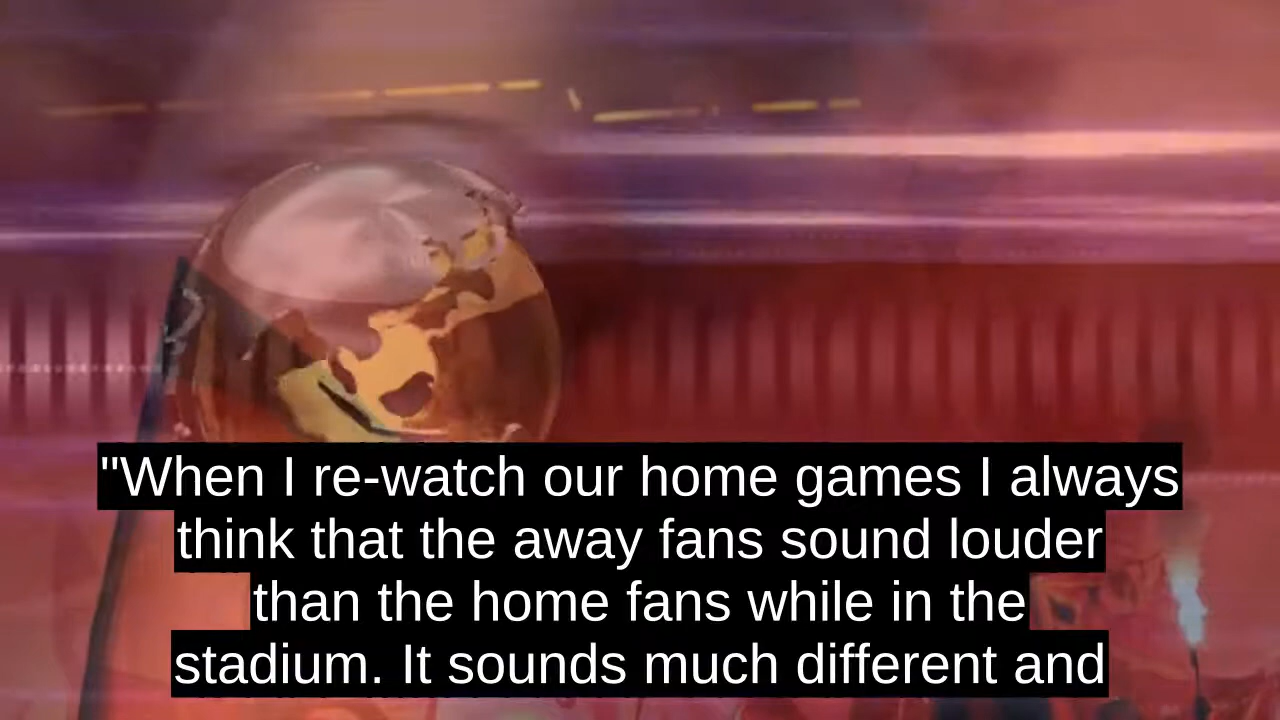 "When I re-watch our home games I always
think that the away fans sound louder
than the home fans while in the
stadium. It sounds much different and